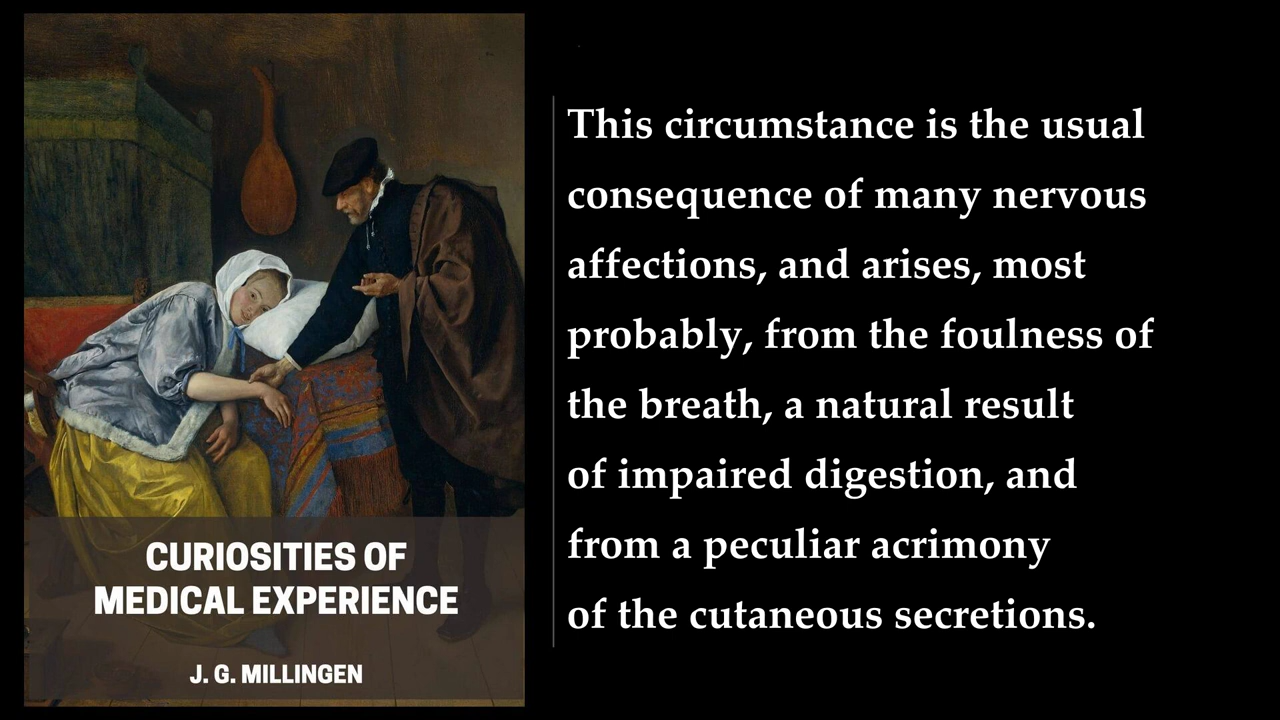 CURIOSITIES OF
MEDICAL EXPERIENCE
J. G. MILLINGEN
This circumstance is the usual
consequence of many nervous
affections, and arises, most
probably, from the foulness of
the breath, a natural result
of impaired digestion, and
from a peculiar acrimony
of the cutaneous secretions.